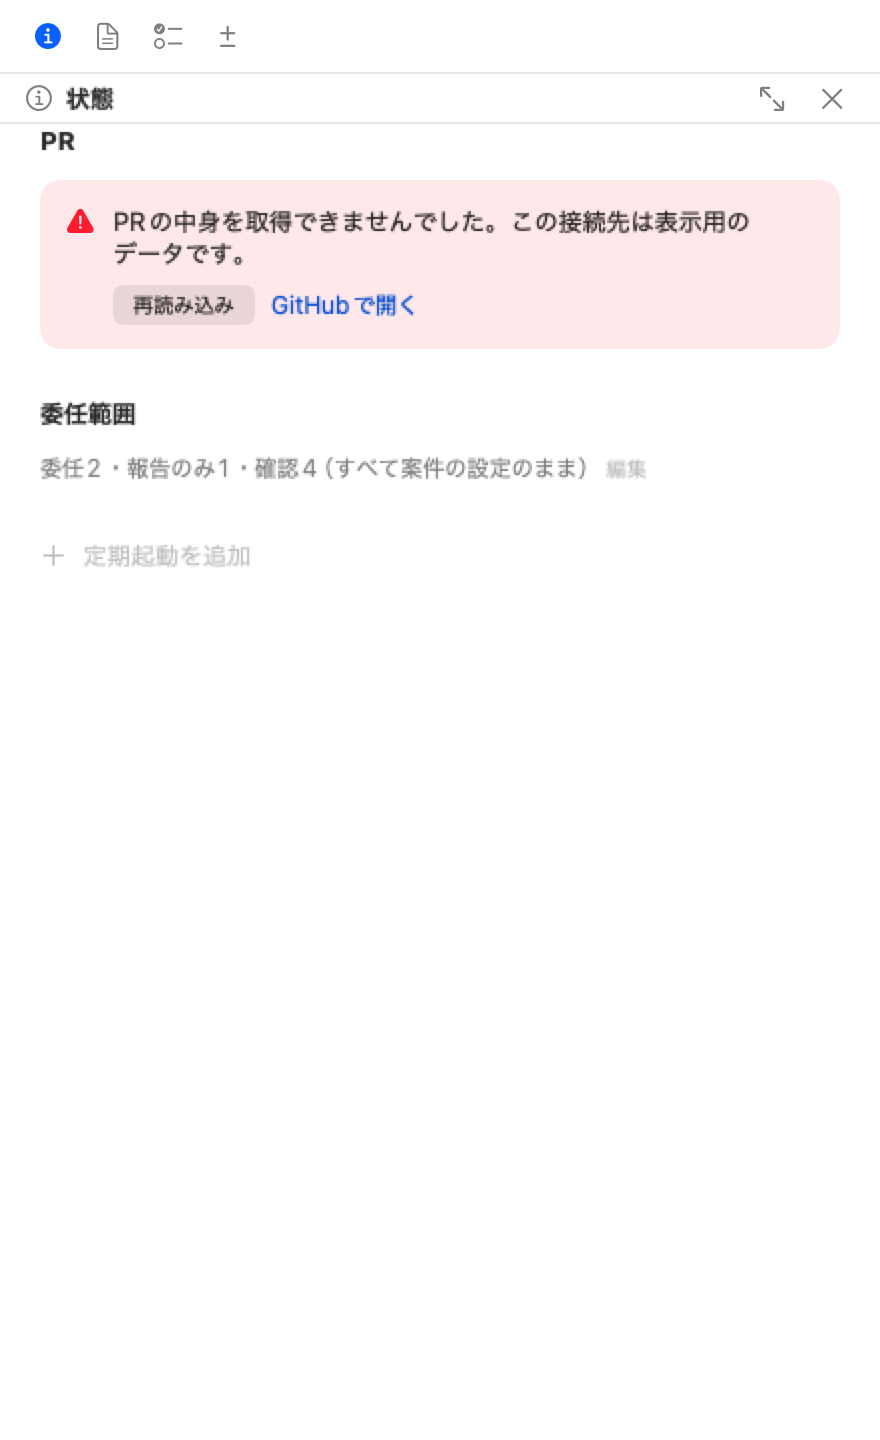 状態
PR
PRの中身を取得できませんでした。この接続先は表示用の
データです。
再読み込み GitHubで開く
委任範囲
委任2・報告のみ1・確認4（すべて案件の設定のまま） 編集
定期起動を追加